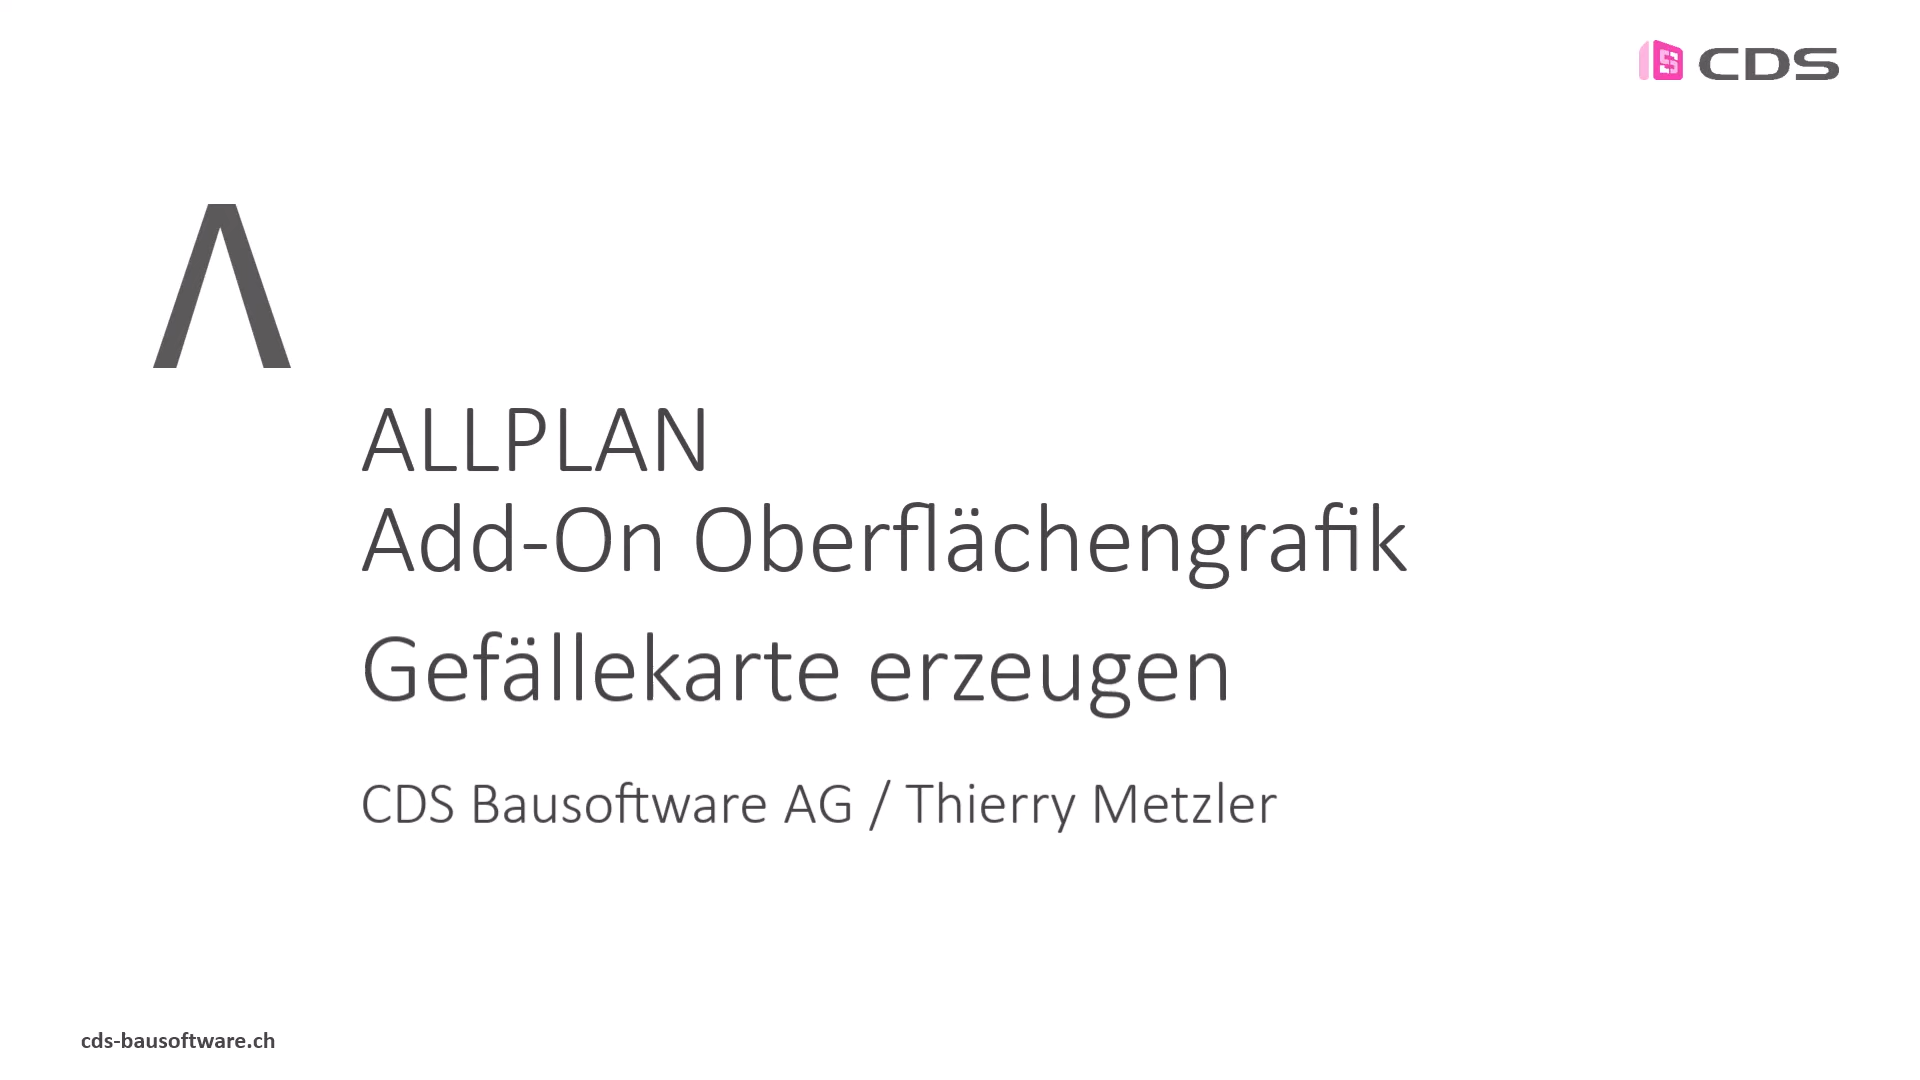 CDS
ALLPLAN
Add-On Oberflächengrafik
Gefällekarte erzeugen
CDS Bausoftware AG / Thierry Metzler
cds-bausoftware.ch